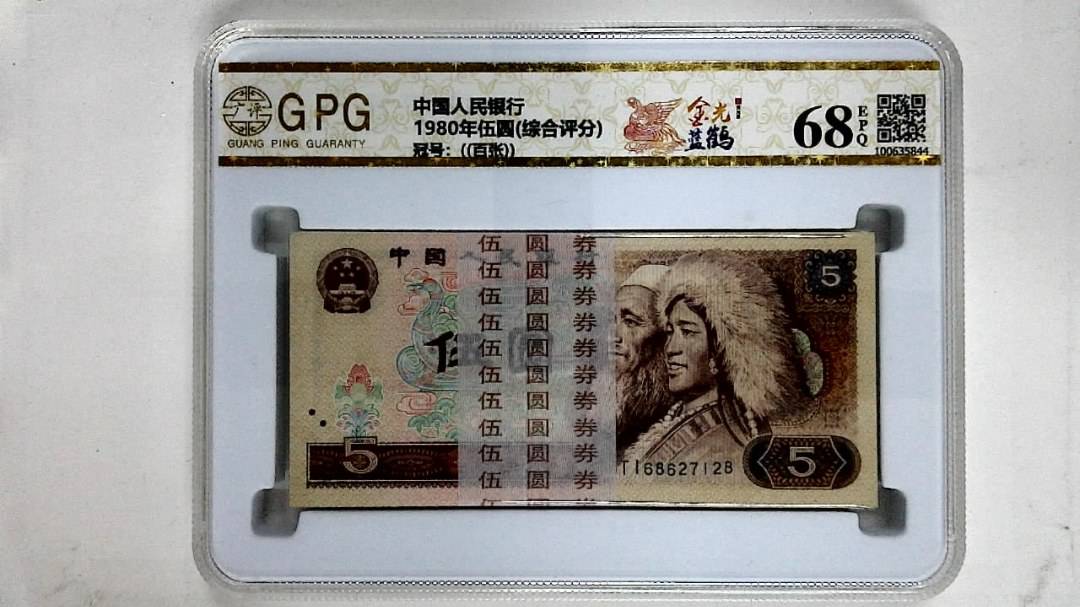 广评
GPG
GUANG PING GUARANTY
中国人民银行
1980年伍圆(综合评分)
冠号：((百张))
金光
蓝鹤
68
EPQ
100635844
中国人民银行
5
伍圆
伍 圆 券
伍 圆 券
伍 圆 券
伍 圆 券
伍 圆 券
伍 圆 券
伍 圆 券
伍 圆 券
伍 圆 券
伍 圆 券
5
168627128
5